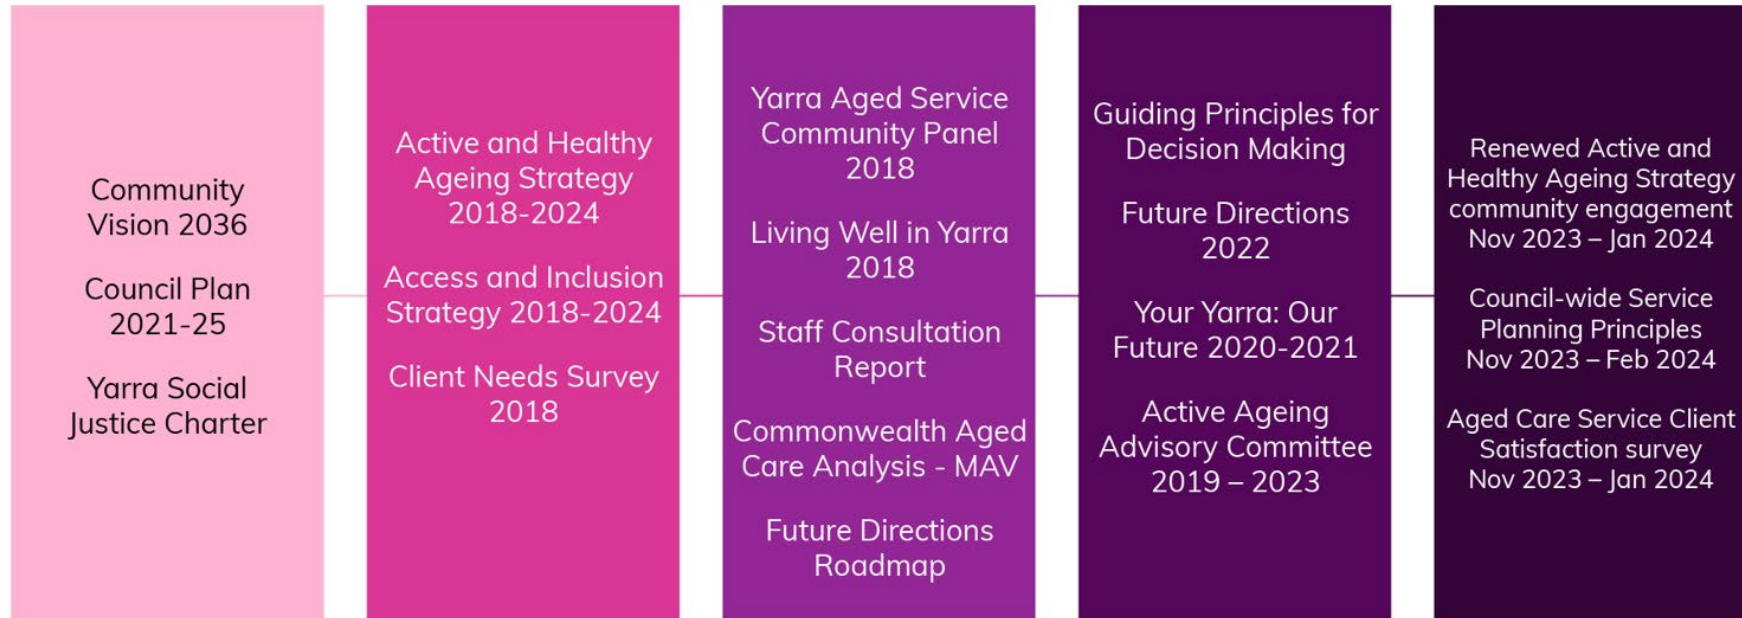 Community
Vision 2036
Council Plan
2021-25
Yarra Social
Justice Charter
Active and Healthy
Ageing Strategy
2018-2024
Access and Inclusion
Strategy 2018-2024
Client Needs Survey
2018
Yarra Aged Service
Community Panel
2018
Living Well in Yarra
2018
Staff Consultation
Report
Commonwealth Aged
Care Analysis - MAV
Future Directions
Roadmap
Guiding Principles for
Decision Making
Future Directions
2022
Your Yarra: Our
Future 2020-2021
Active Ageing
Advisory Committee
2019 – 2023
Renewed Active and
Healthy Ageing Strategy
community engagement
Nov 2023 – Jan 2024
Council-wide Service
Planning Principles
Nov 2023 – Feb 2024
Aged Care Service Client
Satisfaction survey
Nov 2023 – Jan 2024